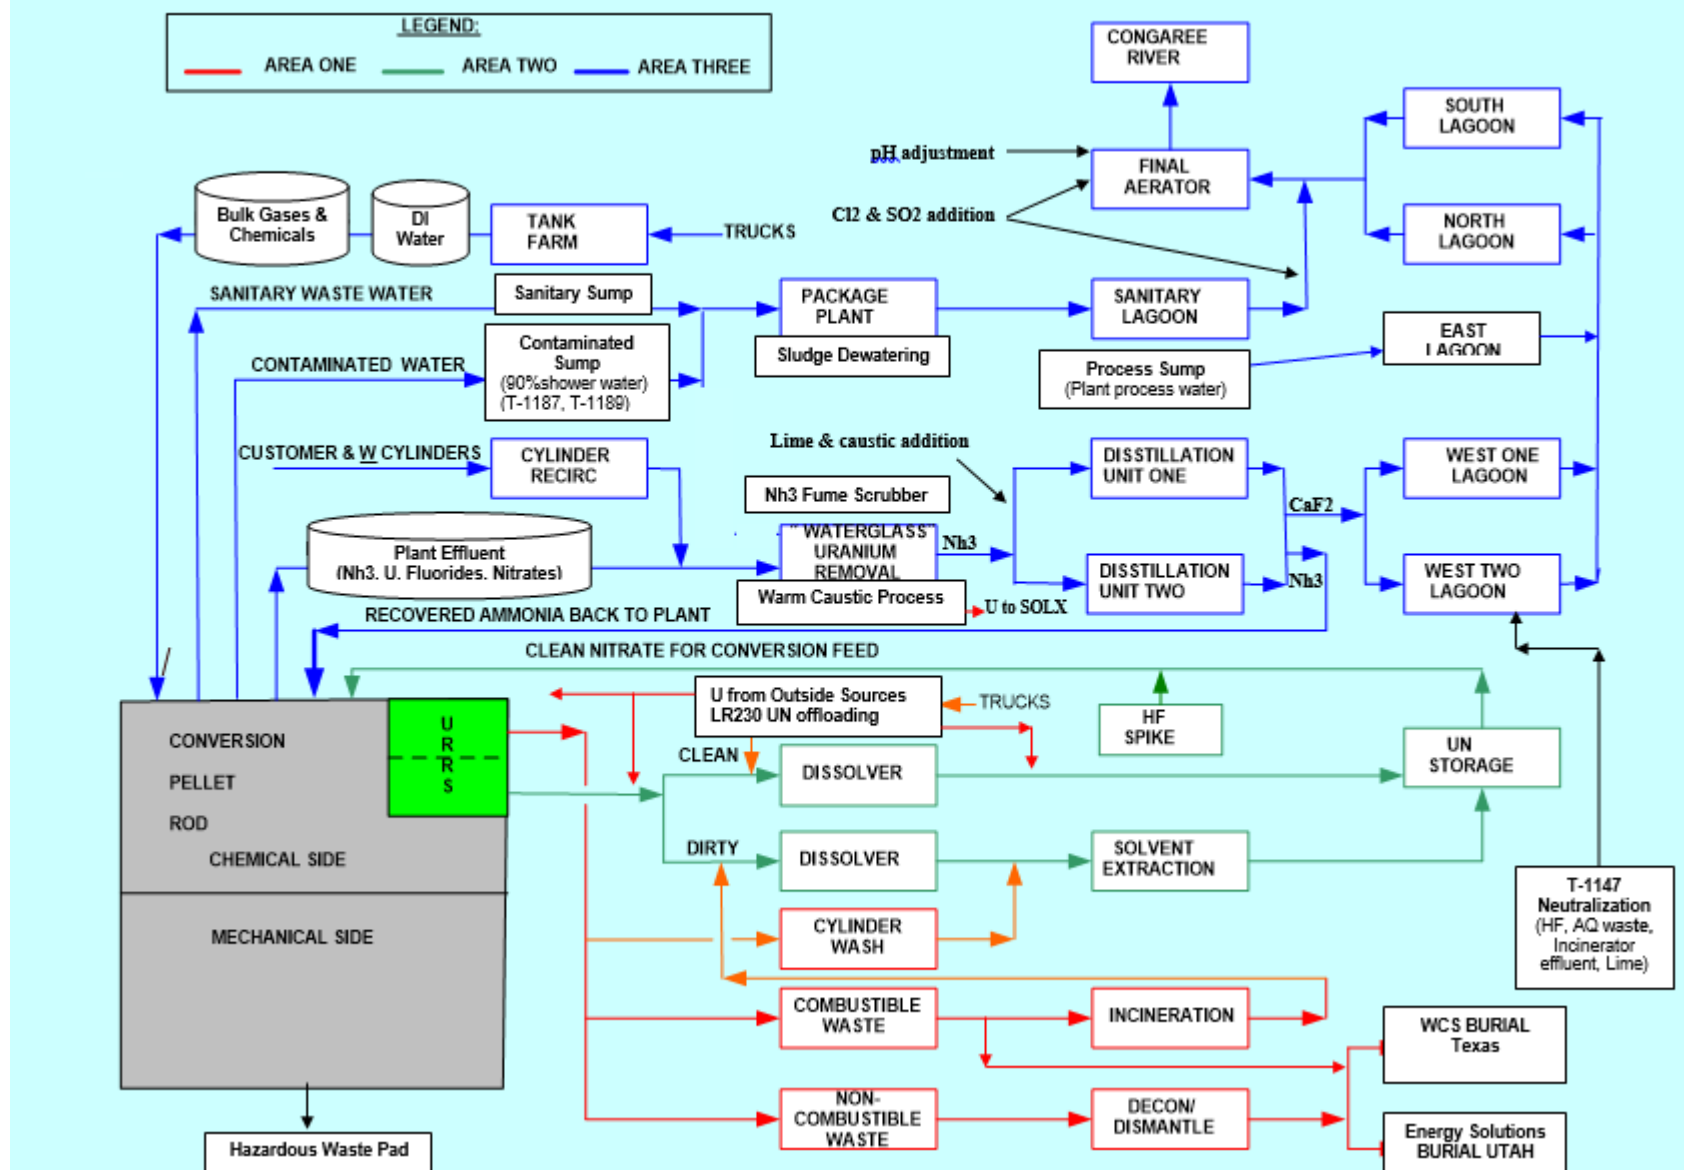 LEGEND:
AREA ONE
AREA TWO
AREA THREE
CONGAREE
RIVER
SOUTH
LAGOON
pH adjustment
FINAL
AERATOR
Cl2 & SO2 addition
NORTH
LAGOON
Bulk Gases &
Chemicals
DI
Water
TANK
FARM
TRUCKS
SANITARY WASTE WATER
Sanitary Sump
PACKAGE
PLANT
Sludge Dewatering
SANITARY
LAGOON
EAST
LAGOON
Process Sump
(Plant process water)
CONTAMINATED WATER
Contaminated
Sump
(90%shower water)
(T-1187, T-1189)
CUSTOMER & W CYLINDERS
CYLINDER
RECIRC
Lime & caustic addition
Nh3 Fume Scrubber
DISSTILLATION
UNIT ONE
WEST ONE
LAGOON
CaF2
Plant Effluent
(Nh3. U. Fluorides. Nitrates)
" WATERGLASS"
URANIUM
REMOVAL
Nh3
Warm Caustic Process
U to SOLX
DISSTILLATION
UNIT TWO
Nh3
WEST TWO
LAGOON
RECOVERED AMMONIA BACK TO PLANT
CLEAN NITRATE FOR CONVERSION FEED
U from Outside Sources
LR230 UN offloading
TRUCKS
HF
SPIKE
UN
STORAGE
CONVERSION
PELLET
ROD
CHEMICAL SIDE
MECHANICAL SIDE
U
R
R
S
CLEAN
DISSOLVER
DIRTY
DISSOLVER
SOLVENT
EXTRACTION
CYLINDER
WASH
T-1147
Neutralization
(HF, AQ waste,
Incinerator
effluent, Lime)
COMBUSTIBLE
WASTE
INCINERATION
WCS BURIAL
Texas
NON-
COMBUSTIBLE
WASTE
DECON/
DISMANTLE
Energy Solutions
BURIAL UTAH
Hazardous Waste Pad